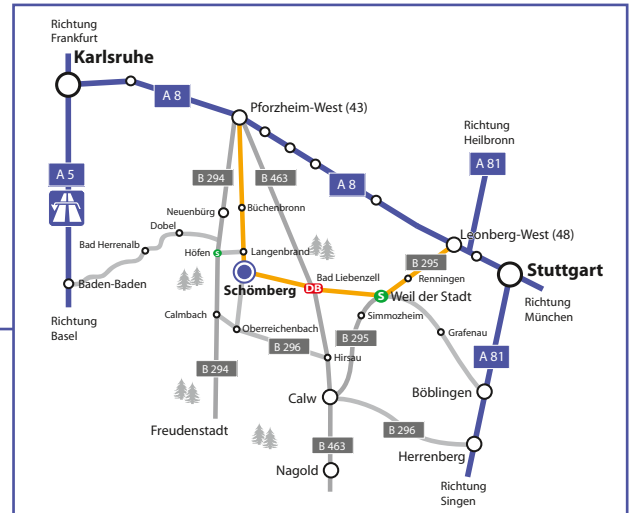 Richtung
Frankfurt
Karlsruhe
A 8
Pforzheim-West (43)
Richtung
Heilbronn
A 81
A 5
B 294
B 463
A 8
Neuenbürg
Büchenbronn
Dobel
Bad Herrenalb
Höfen
S
Langenbrand
Leonberg-West (48)
B 295
Stuttgart
Baden-Baden
Schömberg
DB
Bad Liebenzell
Renningen
S
Weil der Stadt
Richtung
München
Richtung
Basel
Calmbach
Oberreichenbach
Simmozheim
Grafenau
B 296
B 295
Hirsau
A 81
B 294
Calw
Böblingen
Freudenstadt
B 296
B 463
Herrenberg
Nagold
Richtung
Singen